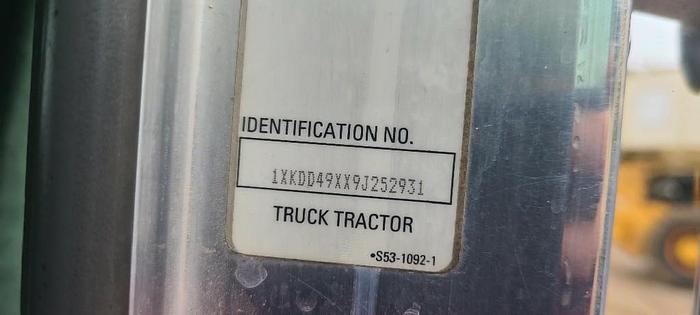 IDENTIFICATION NO.
1XKDD49XX9J252931
TRUCK TRACTOR
•S53-1092-1